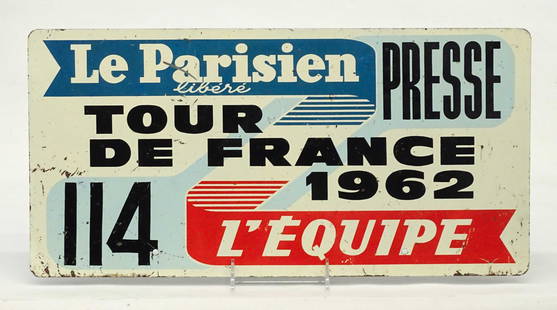 Le Parisien
libéré
PRESSE
TOUR
DE FRANCE
1962
114
L'ÉQUIPE